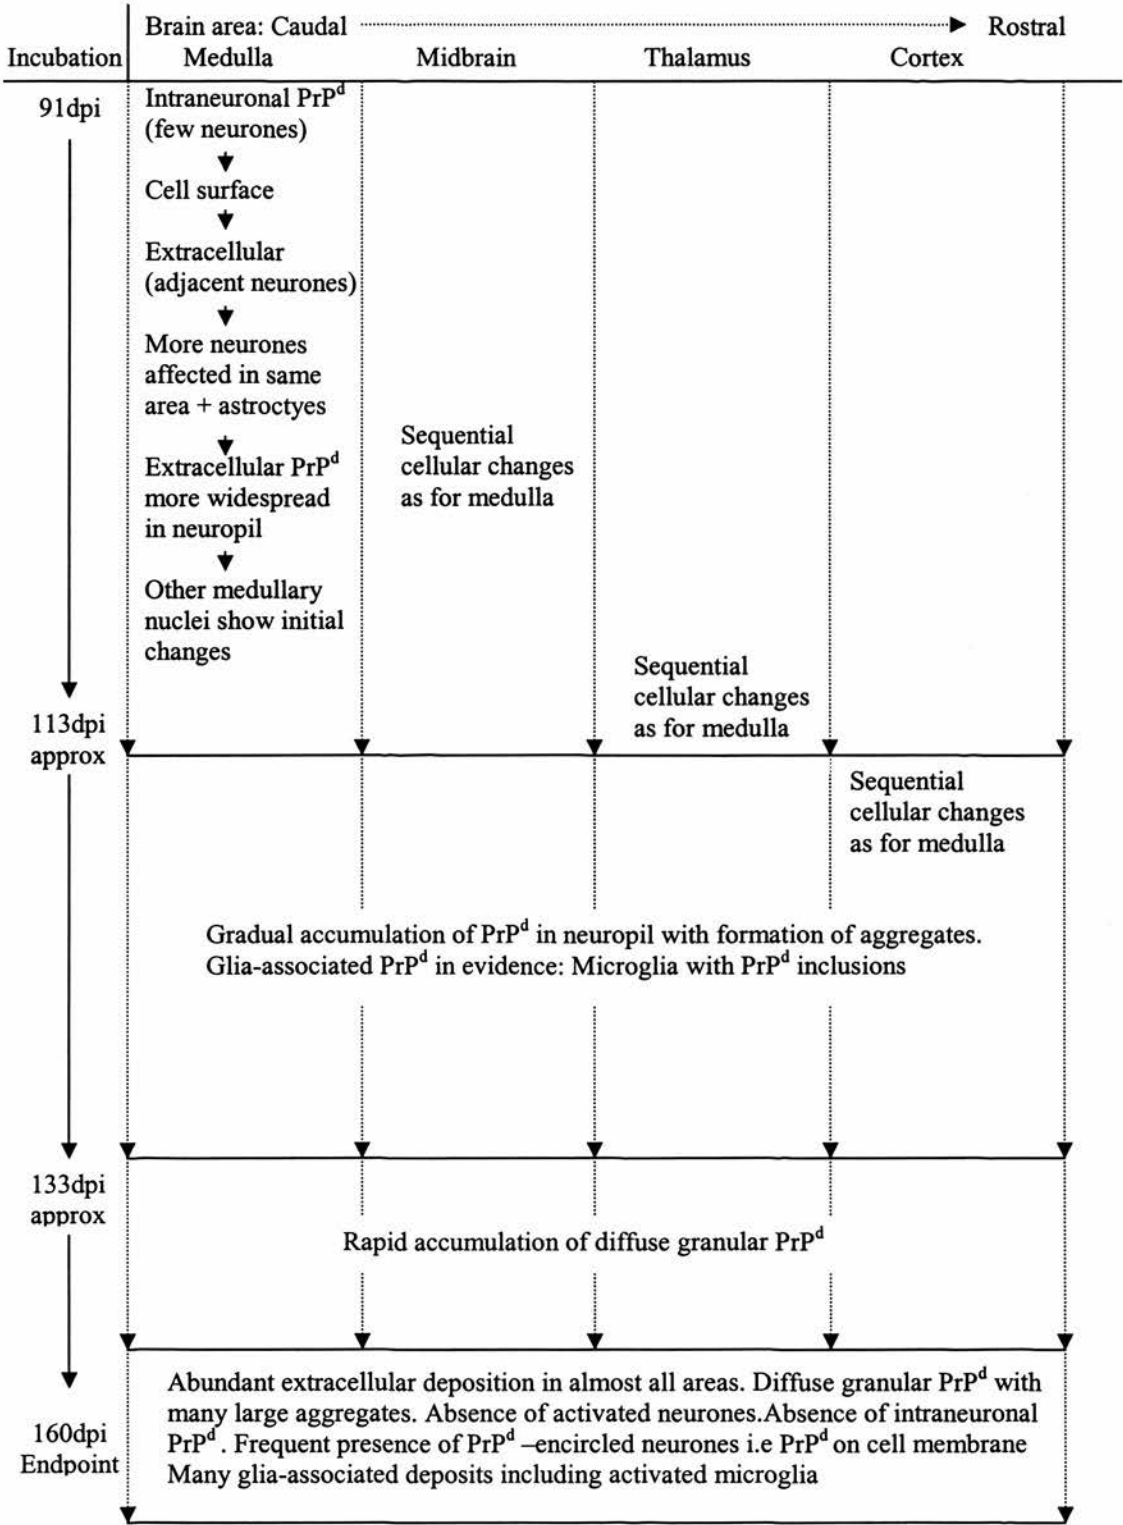 Brain area: Caudal Rostral
Incubation Medulla Midbrain Thalamus Cortex
91dpi
Intraneuronal PrPd
(few neurones)
Cell surface
Extracellular
(adjacent neurones)
More neurones
affected in same
area + astroctyes
Extracellular PrPd
more widespread
in neuropil
Other medullary
nuclei show initial
changes
Sequential
cellular changes
as for medulla
Sequential
cellular changes
as for medulla
113dpi
approx
Sequential
cellular changes
as for medulla
Gradual accumulation of PrPd in neuropil with formation of aggregates.
Glia-associated PrPd in evidence: Microglia with PrPd inclusions
133dpi
approx
Rapid accumulation of diffuse granular PrPd
160dpi
Endpoint
Abundant extracellular deposition in almost all areas. Diffuse granular PrPd with
many large aggregates. Absence of activated neurones.Absence of intraneuronal
PrPd . Frequent presence of PrPd –encircled neurones i.e PrPd on cell membrane
Many glia-associated deposits including activated microglia